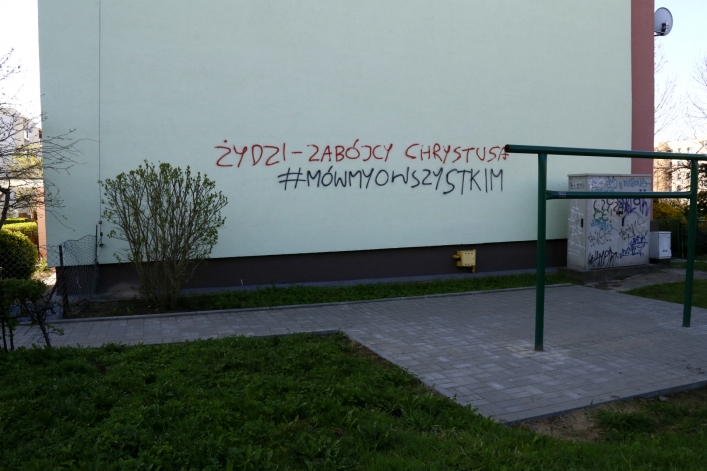 ŻYDZI - ZABÓJCY CHRYSTUSA
#MÓWMYOWSZYSTKIM